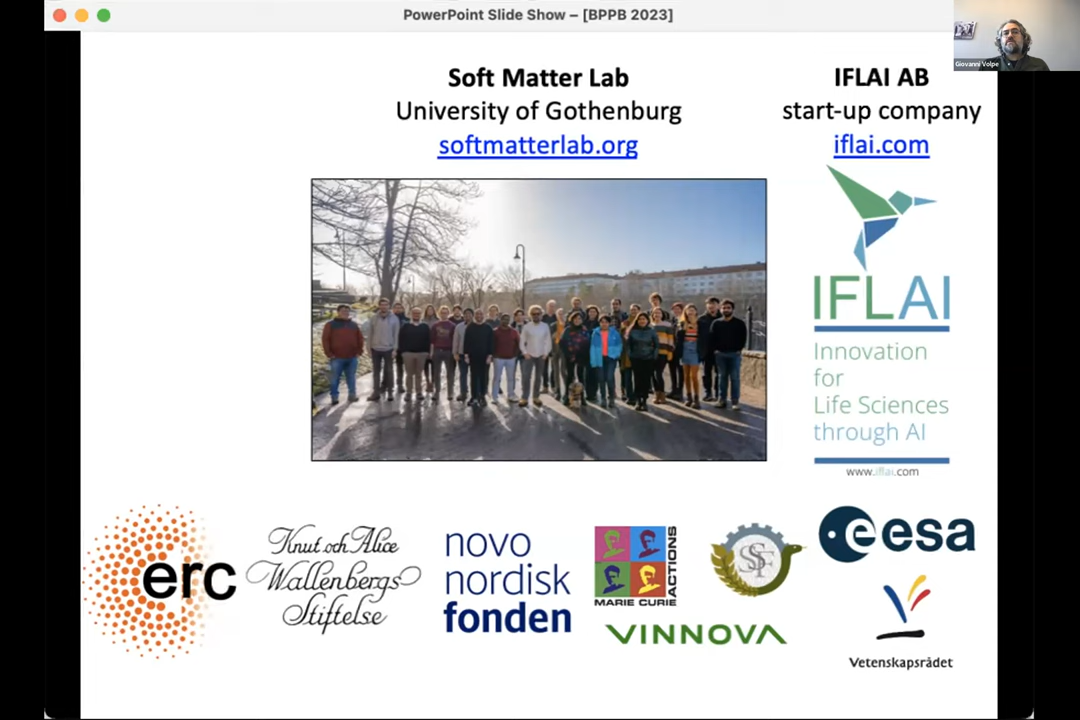 PowerPoint Slide Show – [BPPB 2023]
Giovanni Volpe
Soft Matter Lab
University of Gothenburg
softmatterlab.org
IFLAI AB
start-up company
iflai.com
IFLAI
Innovation
for
Life Sciences
through AI
www.iflai.com
erc
Knut och Alice
Wallenbergs
Stiftelse
novo
nordisk
fonden
MARIE CURIE
ACTIONS
SSF
esa
VINNOVA
Vetenskapsrådet